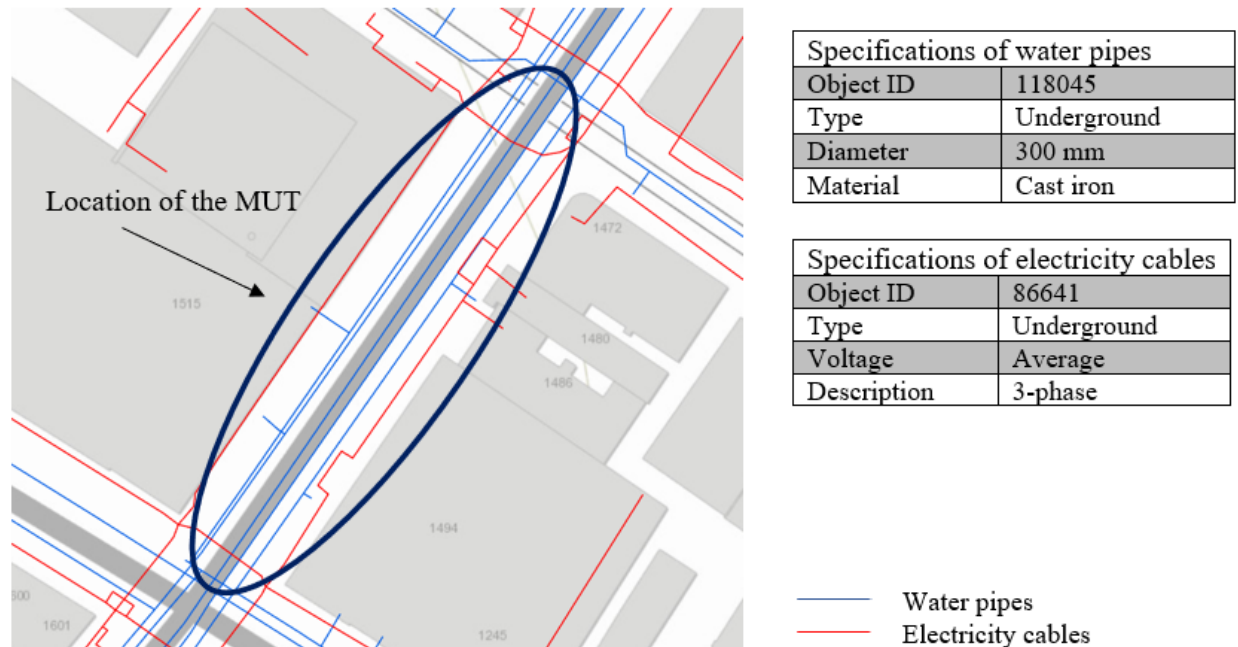 Location of the MUT
1515
1472
1480
1486
1494
1245
600
1601
Specifications of water pipes
Object ID 118045
Type Underground
Diameter 300 mm
Material Cast iron
Specifications of electricity cables
Object ID 86641
Type Underground
Voltage Average
Description 3-phase
Water pipes
Electricity cables